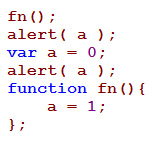 fn();
alert( a );
var a = 0;
alert( a );
function fn(){
    a = 1;
};